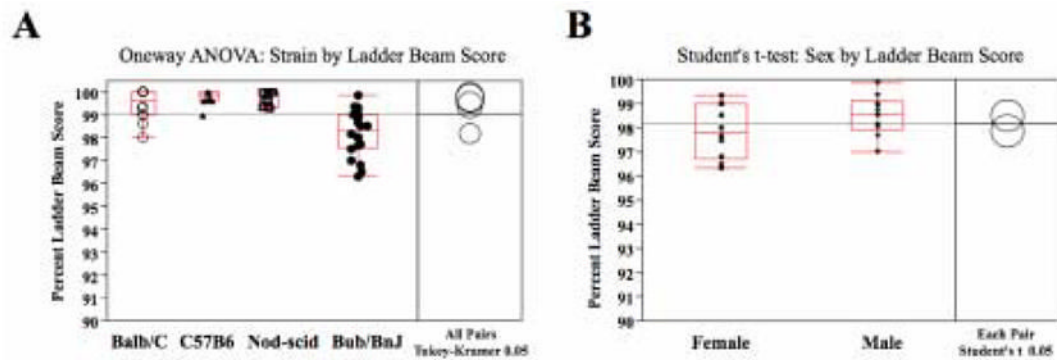 A
Oneway ANOVA: Strain by Ladder Beam Score
Percent Ladder Beam Score
100
99
98
97
96
95
94
93
92
91
90
Balb/C C57B6 Nod-scid Bub/BnJ
All Pairs
Tukey-Kramer 0.05
B
Student's t-test: Sex by Ladder Beam Score
Percent Ladder Beam Score
100
99
98
97
96
95
94
93
92
91
90
Female Male
Each Pair
Student's t 0.05